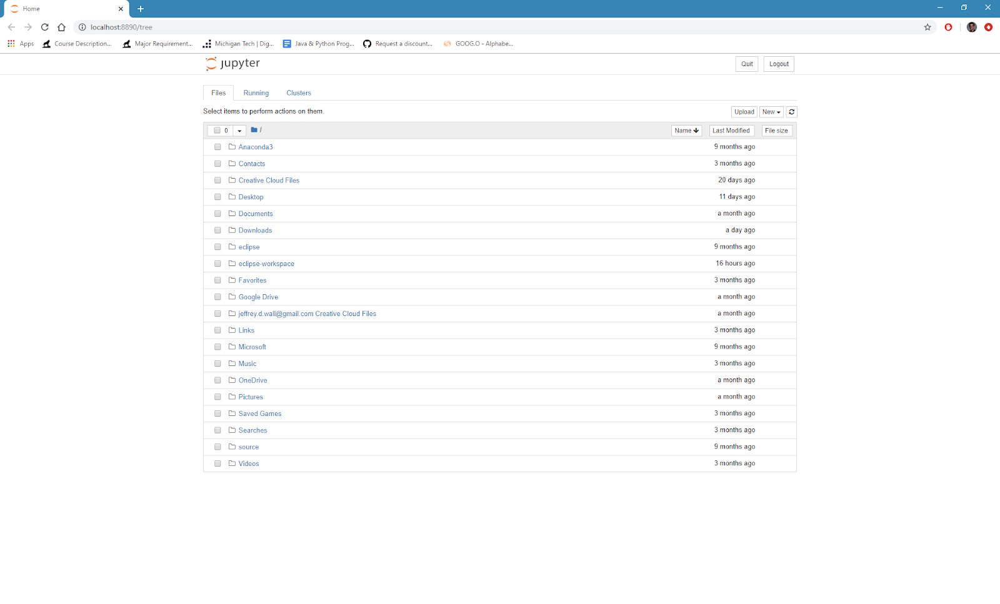 Home
localhost:8890/tree
Apps Course Description... Major Requirement... Michigan Tech | Dig... Java & Python Prog... Request a discount... GOOG.O - Alphabe...
jupyter Quit Logout
Files Running Clusters
Select items to perform actions on them. Upload New
0 / Name Last Modified File size
Anaconda3 9 months ago
Contacts 3 months ago
Creative Cloud Files 20 days ago
Desktop 11 days ago
Documents a month ago
Downloads a day ago
eclipse 9 months ago
eclipse-workspace 16 hours ago
Favorites 3 months ago
Google Drive a month ago
jeffrey.d.wall@gmail.com Creative Cloud Files a month ago
Links 3 months ago
Microsoft 9 months ago
Music 3 months ago
OneDrive a month ago
Pictures a month ago
Saved Games 3 months ago
Searches 3 months ago
source 9 months ago
Videos 3 months ago